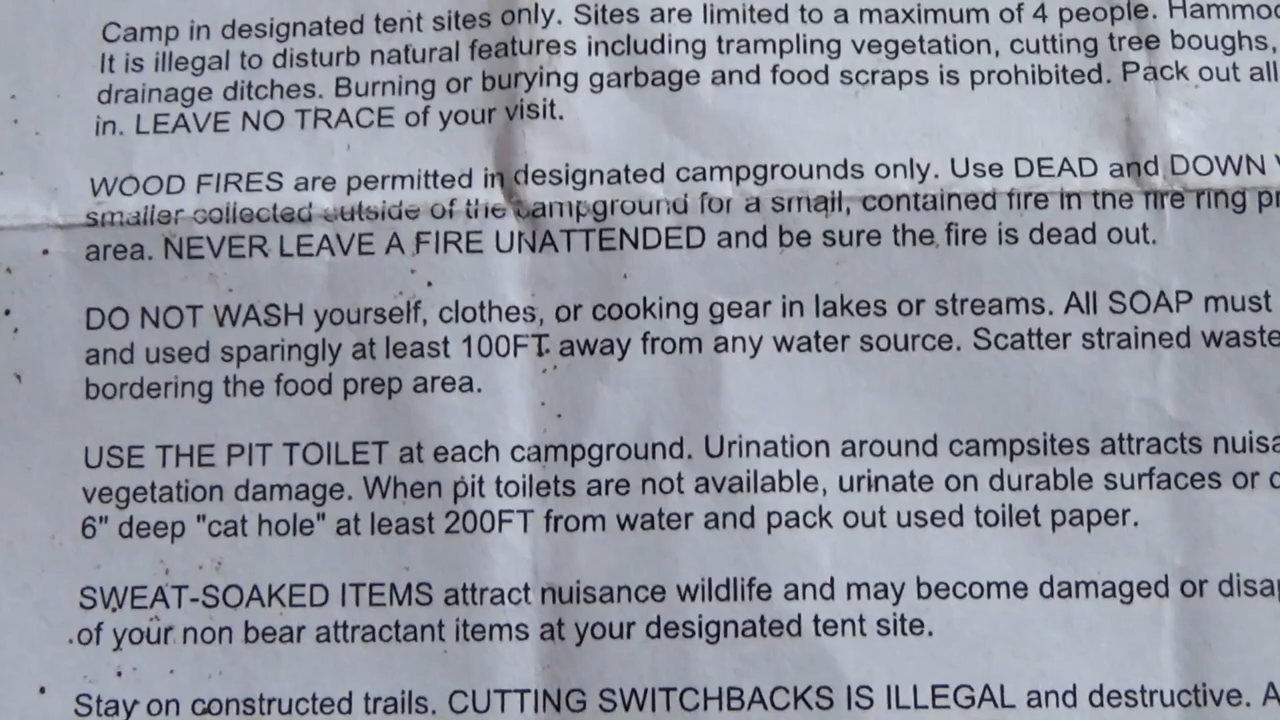 Camp in designated tent sites only. Sites are limited to a maximum of 4 people.
It is illegal to disturb natural features including trampling vegetation, cutting tree boughs,
drainage ditches. Burning or burying garbage and food scraps is prohibited. Pack out all
in. LEAVE NO TRACE of your visit.
WOOD FIRES are permitted in designated campgrounds only. Use DEAD and DOWN
smaller collected outside of the campground for a small, contained fire in the fire ring
area. NEVER LEAVE A FIRE UNATTENDED and be sure the fire is dead out.
DO NOT WASH yourself, clothes, or cooking gear in lakes or streams. All SOAP must
and used sparingly at least 100FT. away from any water source. Scatter strained
bordering the food prep area.
USE THE PIT TOILET at each campground. Urination around campsites attracts
vegetation damage. When pit toilets are not available, urinate on durable surfaces or
6" deep "cat hole" at least 200FT from water and pack out used toilet paper.
SWEAT-SOAKED ITEMS attract nuisance wildlife and may become damaged or
of your non bear attractant items at your designated tent site.
Stay on constructed trails. CUTTING SWITCHBACKS IS ILLEGAL and destructive.